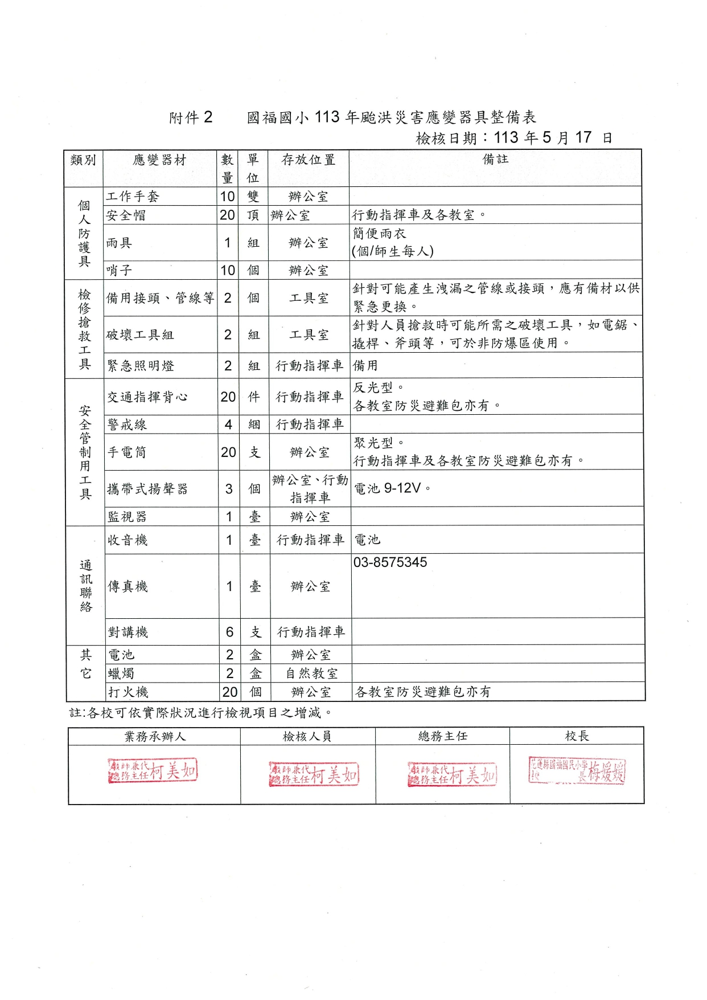 附件 2 國福國小 113 年颱洪災害應變器具整備表
檢核日期：113 年 5 月 17 日
類別 應變器材 數量 單位 存放位置 備註
個人防護具
工作手套 10 雙 辦公室
安全帽 20 頂 辦公室 行動指揮車及各教室。
雨具 1 組 辦公室 簡便雨衣
(個/師生每人)
哨子 10 個 辦公室
檢修搶救工具
備用接頭、管線等 2 個 工具室 針對可能產生洩漏之管線或接頭，應有備材以供
緊急更換。
破壞工具組 2 組 工具室 針對人員搶救時可能所需之破壞工具，如電鋸、
撬桿、斧頭等，可於非防爆區使用。
緊急照明燈 2 組 行動指揮車 備用
安全管制用工具
交通指揮背心 20 件 行動指揮車 反光型。
各教室防災避難包亦有。
警戒線 4 綑 行動指揮車
手電筒 20 支 辦公室 聚光型。
行動指揮車及各教室防災避難包亦有。
攜帶式揚聲器 3 個 辦公室、行動
指揮車 電池 9-12V。
監視器 1 臺 辦公室
通訊聯絡
收音機 1 臺 行動指揮車 電池
傳真機 1 臺 辦公室 03-8575345
對講機 6 支 行動指揮車
其它
電池 2 盒 辦公室
蠟燭 2 盒 自然教室
打火機 20 個 辦公室 各教室防災避難包亦有
註:各校可依實際狀況進行檢視項目之增減。
業務承辦人 檢核人員 總務主任 校長
教師兼代
總務主任 柯美如
教師兼代
總務主任 柯美如
教師兼代
總務主任 柯美如
花蓮縣國福國民小學
校長 梅媛媛